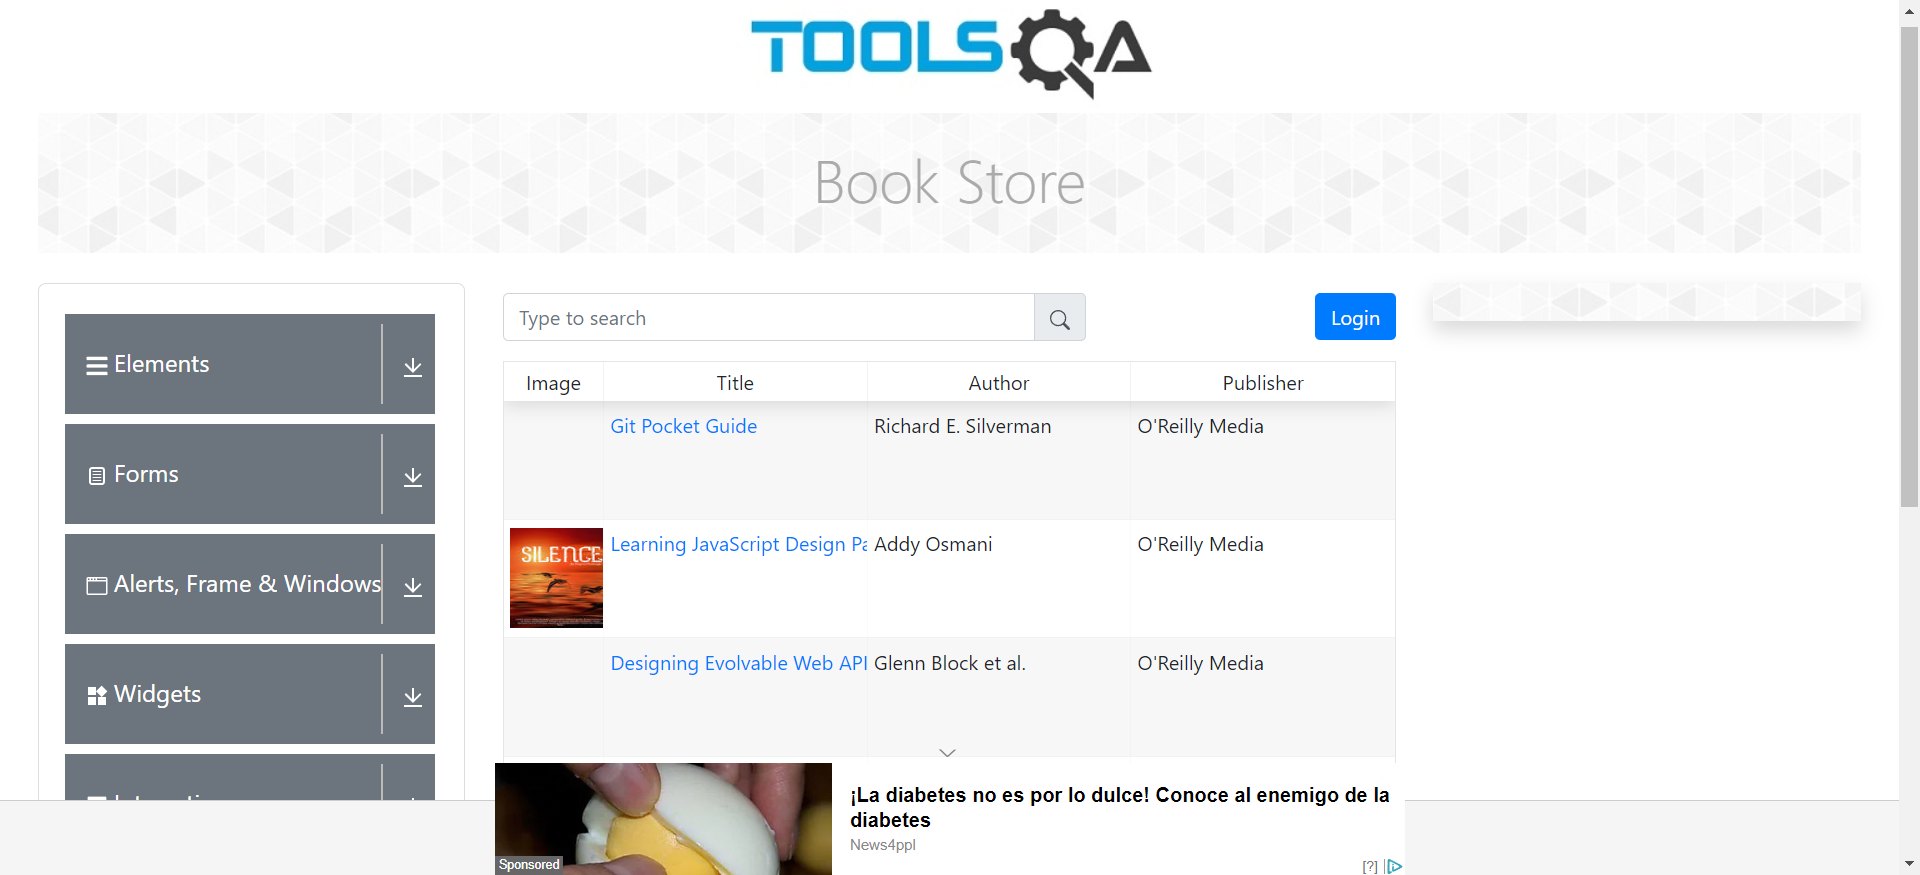 TOOLSQA
Book Store
Elements
Forms
Alerts, Frame & Windows
Widgets
Type to search
Login
Image Title Author Publisher
Git Pocket Guide Richard E. Silverman O'Reilly Media
SILENCE
Learning JavaScript Design Pa Addy Osmani O'Reilly Media
Designing Evolvable Web API Glenn Block et al. O'Reilly Media
¡La diabetes no es por lo dulce! Conoce al enemigo de la
diabetes
News4ppl
Sponsored
[?]